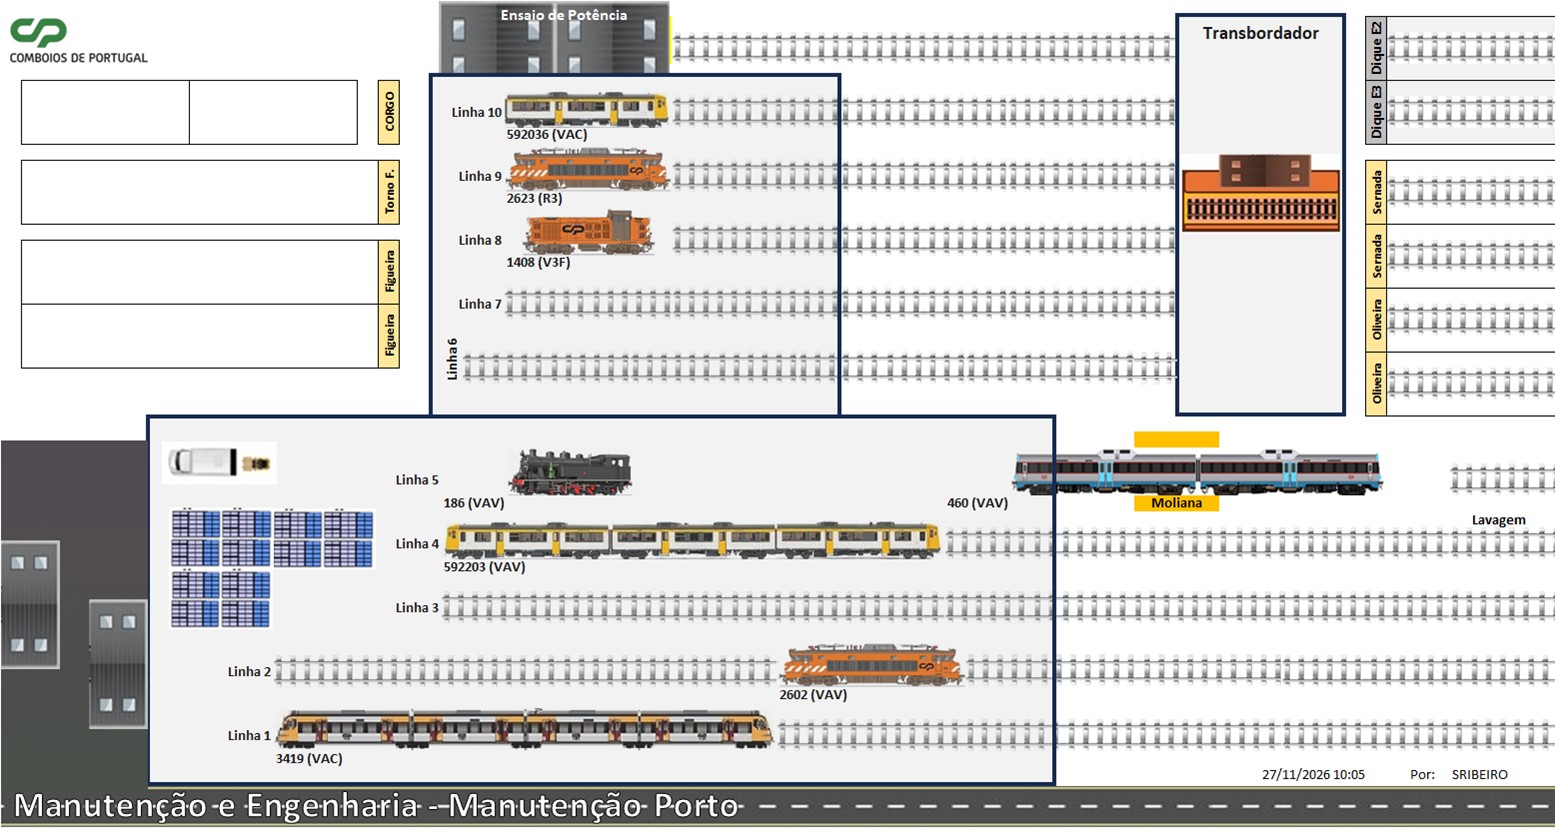 CP
COMBOIOS DE PORTUGAL
CORGO
Torno F.
Figueira
Figueira
Ensaio de Potência
Linha 10
592036 (VAC)
Linha 9
2623 (R3)
Linha 8
1408 (V3F)
Linha 7
Linha 6
Transbordador
Dique E2
Dique E3
Sernada
Sernada
Oliveira
Oliveira
Linha 5
186 (VAV)
460 (VAV)
Moliana
Lavagem
Linha 4
592203 (VAV)
Linha 3
Linha 2
2602 (VAV)
Linha 1
3419 (VAC)
27/11/2026 10:05 Por: SRIBEIRO
Manutenção e Engenharia - Manutenção Porto